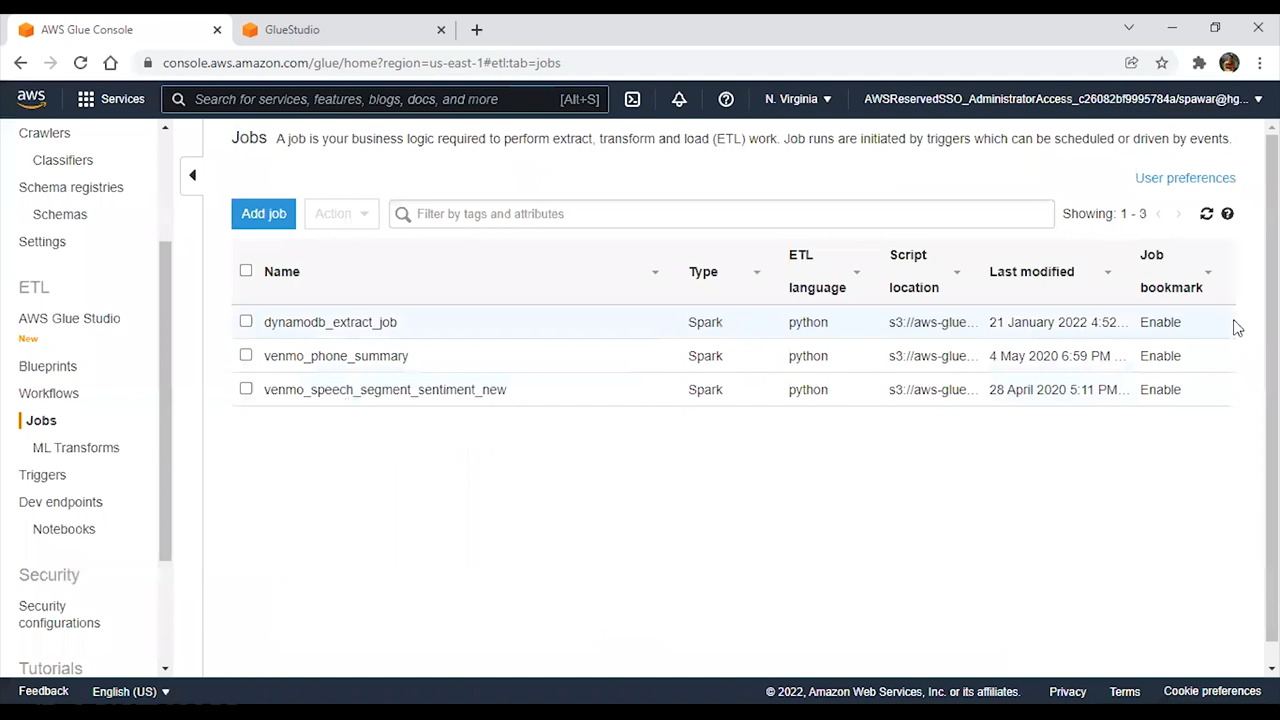 AWS Glue Console
GlueStudio
console.aws.amazon.com/glue/home?region=us-east-1#etl:tab=jobs
aws
Services
Search for services, features, blogs, docs, and more
[Alt+S]
N. Virginia
AWSReservedSSO_AdministratorAccess_c26082bf9995784a/spawar@hg...
Crawlers
Classifiers
Schema registries
Schemas
Settings
ETL
AWS Glue Studio
New
Blueprints
Workflows
Jobs
ML Transforms
Triggers
Dev endpoints
Notebooks
Security
Security
configurations
Tutorials
Jobs A job is your business logic required to perform extract, transform and load (ETL) work. Job runs are initiated by triggers which can be scheduled or driven by events.
User preferences
Add job
Action
Filter by tags and attributes
Showing: 1 - 3
Name Type ETL language Script location Last modified Job bookmark
dynamodb_extract_job Spark python s3://aws-glue... 21 January 2022 4:52... Enable
venmo_phone_summary Spark python s3://aws-glue... 4 May 2020 6:59 PM ... Enable
venmo_speech_segment_sentiment_new Spark python s3://aws-glue... 28 April 2020 5:11 PM... Enable
Feedback
English (US)
© 2022, Amazon Web Services, Inc. or its affiliates.
Privacy
Terms
Cookie preferences